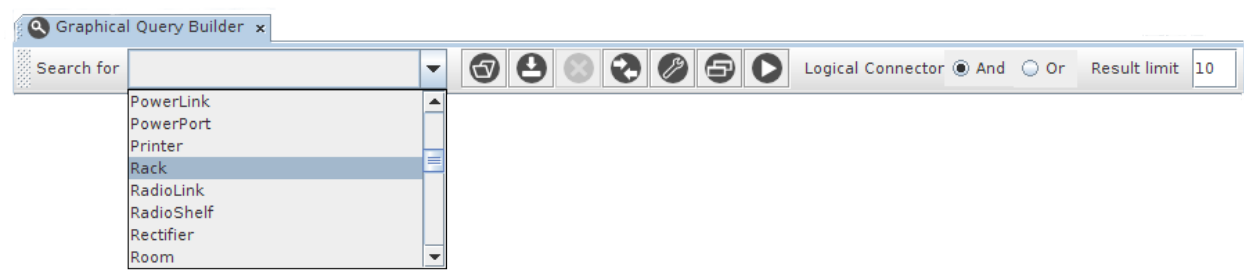 Graphical Query Builder x
Search for
Logical Connector And Or Result limit 10
PowerLink
PowerPort
Printer
Rack
RadioLink
RadioShelf
Rectifier
Room